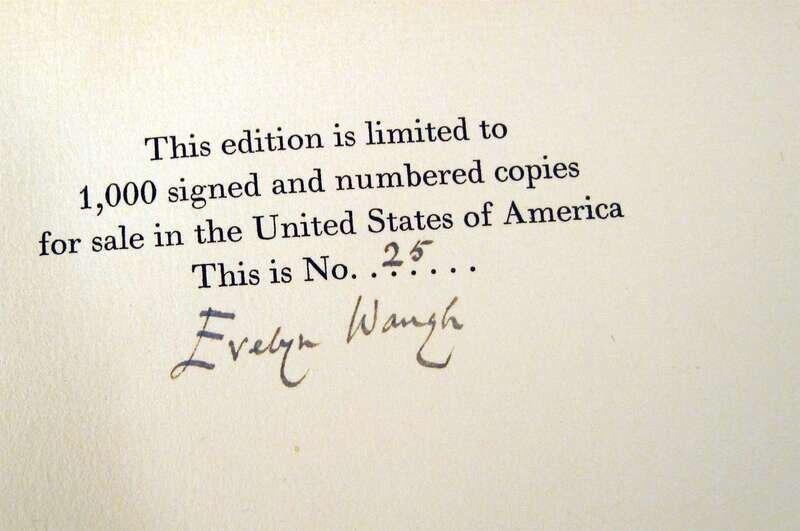 This edition is limited to
1,000 signed and numbered copies
for sale in the United States of America
This is No. . 25 . . . . .
Evelyn Waugh